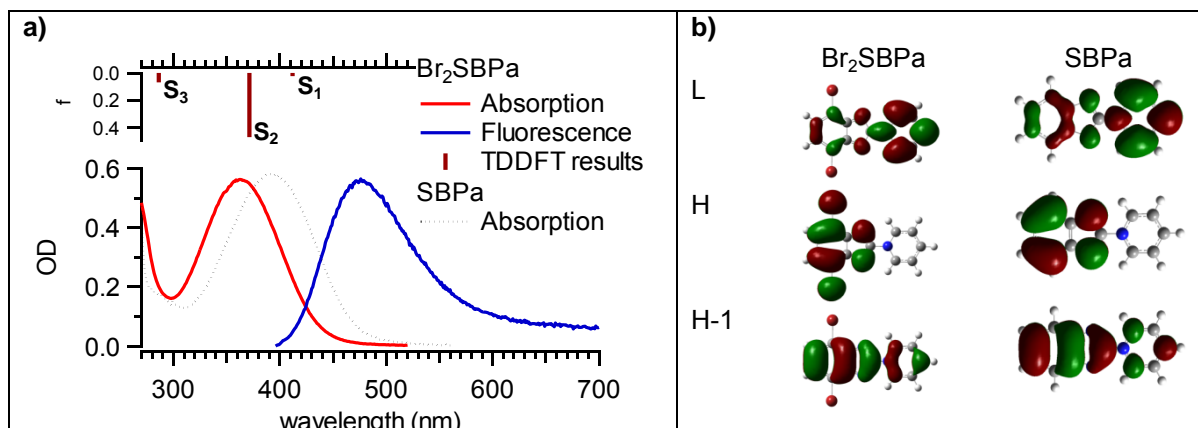 a)
0.0
0.2
0.4
f
S3
S2
S1
Br2SBPa
Absorption
Fluorescence
TDDFT results
SBPa
Absorption
0.6
0.4
0.2
0.0
OD
300 400 500 600 700
wavelength (nm)
b)
Br2SBPa SBPa
L
H
H-1